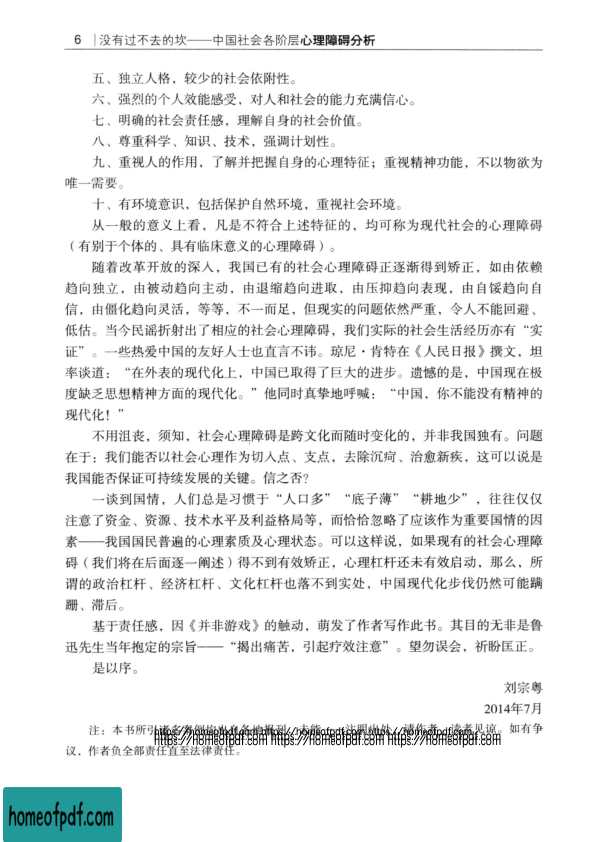 6 |没有过不去的坎——中国社会各阶层心理障碍分析
五、独立人格，较少的社会依附性。
六、强烈的个人效能感受，对人和社会的能力充满信心。
七、明确的社会责任感，理解自身的社会价值。
八、尊重科学、知识、技术，强调计划性。
九、重视人的作用，了解并把握自身的心理特征；重视精神功能，不以物欲为
唯一需要。
十、有环境意识，包括保护自然环境，重视社会环境。
从一般的意义上看，凡是不符合上述特征的，均可称为现代社会的心理障碍
（有别于个体的、具有临床意义的心理障碍）。
随着改革开放的深入，我国已有的社会心理障碍正逐渐得到矫正，如由依赖
趋向独立，由被动趋向主动，由退缩趋向进取，由压抑趋向表现，由自馁趋向自
信，由僵化趋向灵活，等等，不一而足，但现实的问题依然严重，令人不能回避、
低估。当今民谣折射出了相应的社会心理障碍，我们实际的社会生活经历亦有“实
证”。一些热爱中国的友好人士也直言不讳。琼尼·肯特在《人民日报》撰文，坦
率谈道：“在外表的现代化上，中国已取得了巨大的进步。遗憾的是，中国现在极
度缺乏思想精神方面的现代化。”他同时真挚地呼喊：“中国，你不能没有精神的
现代化！”
不用沮丧，须知，社会心理障碍是跨文化而随时变化的，并非我国独有。问题
在于：我们能否以社会心理作为切入点、支点，去除沉疴、治愈新疾，这可以说是
我国能否保证可持续发展的关键。信之否？
一谈到国情，人们总是习惯于“人口多”“底子薄”“耕地少”，往往仅仅
注意了资金、资源、技术水平及利益格局等，而恰恰忽略了应该作为重要国情的因
素——我国国民普遍的心理素质及心理状态。可以这样说，如果现有的社会心理障
碍（我们将在后面逐一阐述）得不到有效矫正，心理杠杆还未有效启动，那么，所
谓的政治杠杆、经济杠杆、文化杠杆也落不到实处，中国现代化步伐仍然可能蹒
跚、滞后。
基于责任感，因《并非游戏》的触动，萌发了作者写作此书。其目的无非是鲁
迅先生当年抱定的宗旨——“揭出痛苦，引起疗效注意”。望勿误会，祈盼匡正。
是以序。
刘宗粤
2014年7月
注：本书所引诸多案例均出自各地报刊，未能一一注明出处，请作者、读者见谅。如有争
https://homeofpdf.com https://homeofpdf.com https://homeofpdf.com
https://homeofpdf.com https://homeofpdf.com https://homeofpdf.com
议，作者负全部责任直至法律责任。
homeofpdf.com